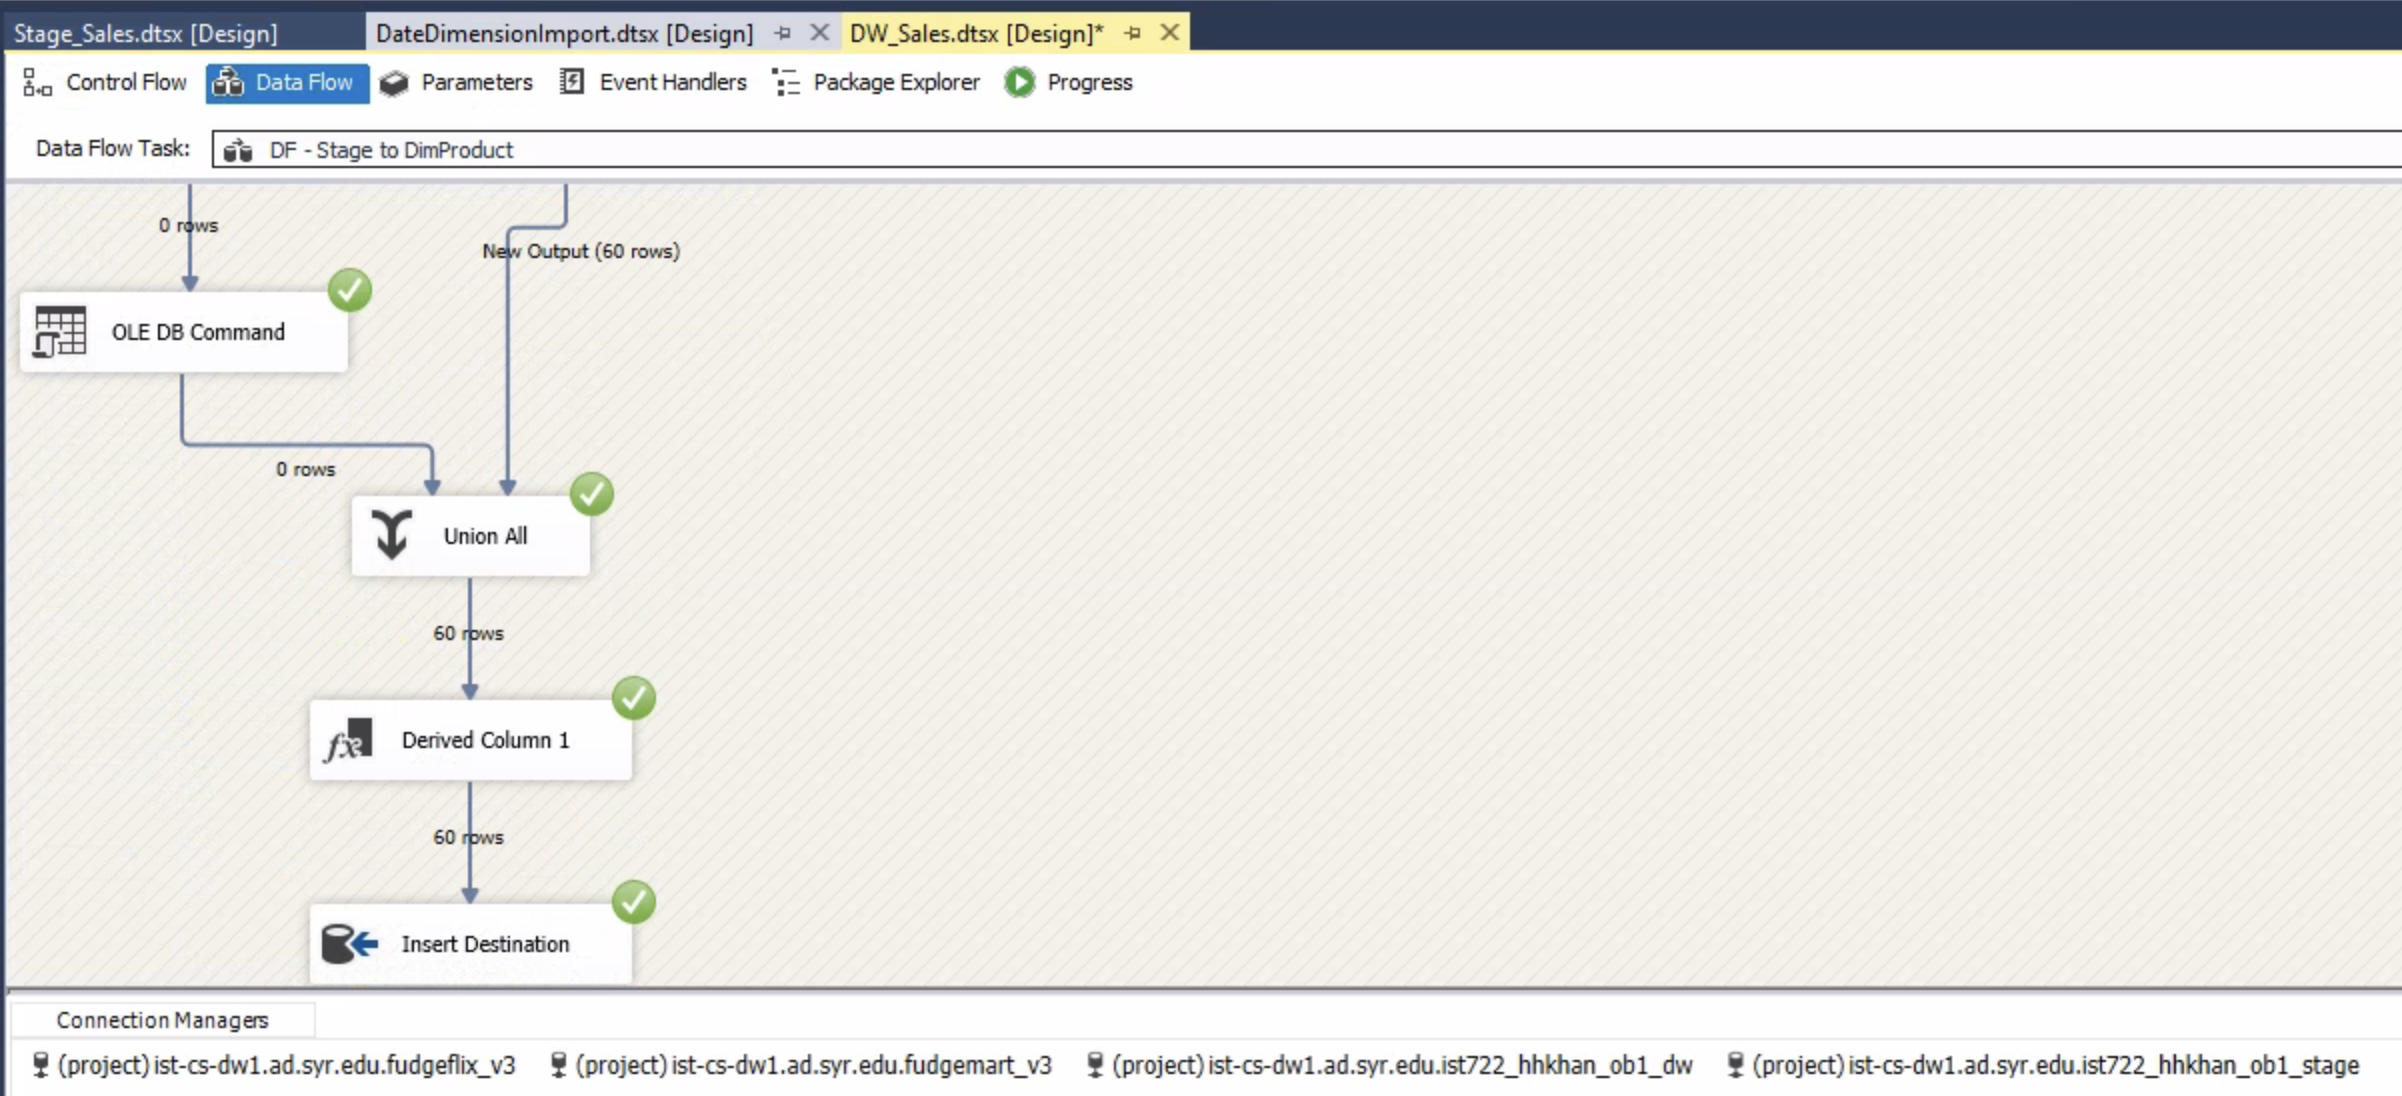 Stage_Sales.dtsx [Design] DateDimensionImport.dtsx [Design] DW_Sales.dtsx [Design]*
Control Flow Data Flow Parameters Event Handlers Package Explorer Progress
Data Flow Task: DF - Stage to DimProduct
0 rows
New Output (60 rows)
OLE DB Command
0 rows
Union All
60 rows
Derived Column 1
60 rows
Insert Destination
Connection Managers
(project) ist-cs-dw1.ad.syr.edu.fudgeflix_v3 (project) ist-cs-dw1.ad.syr.edu.fudgemart_v3 (project) ist-cs-dw1.ad.syr.edu.ist722_hhkhan_ob1_dw (project) ist-cs-dw1.ad.syr.edu.ist722_hhkhan_ob1_stage